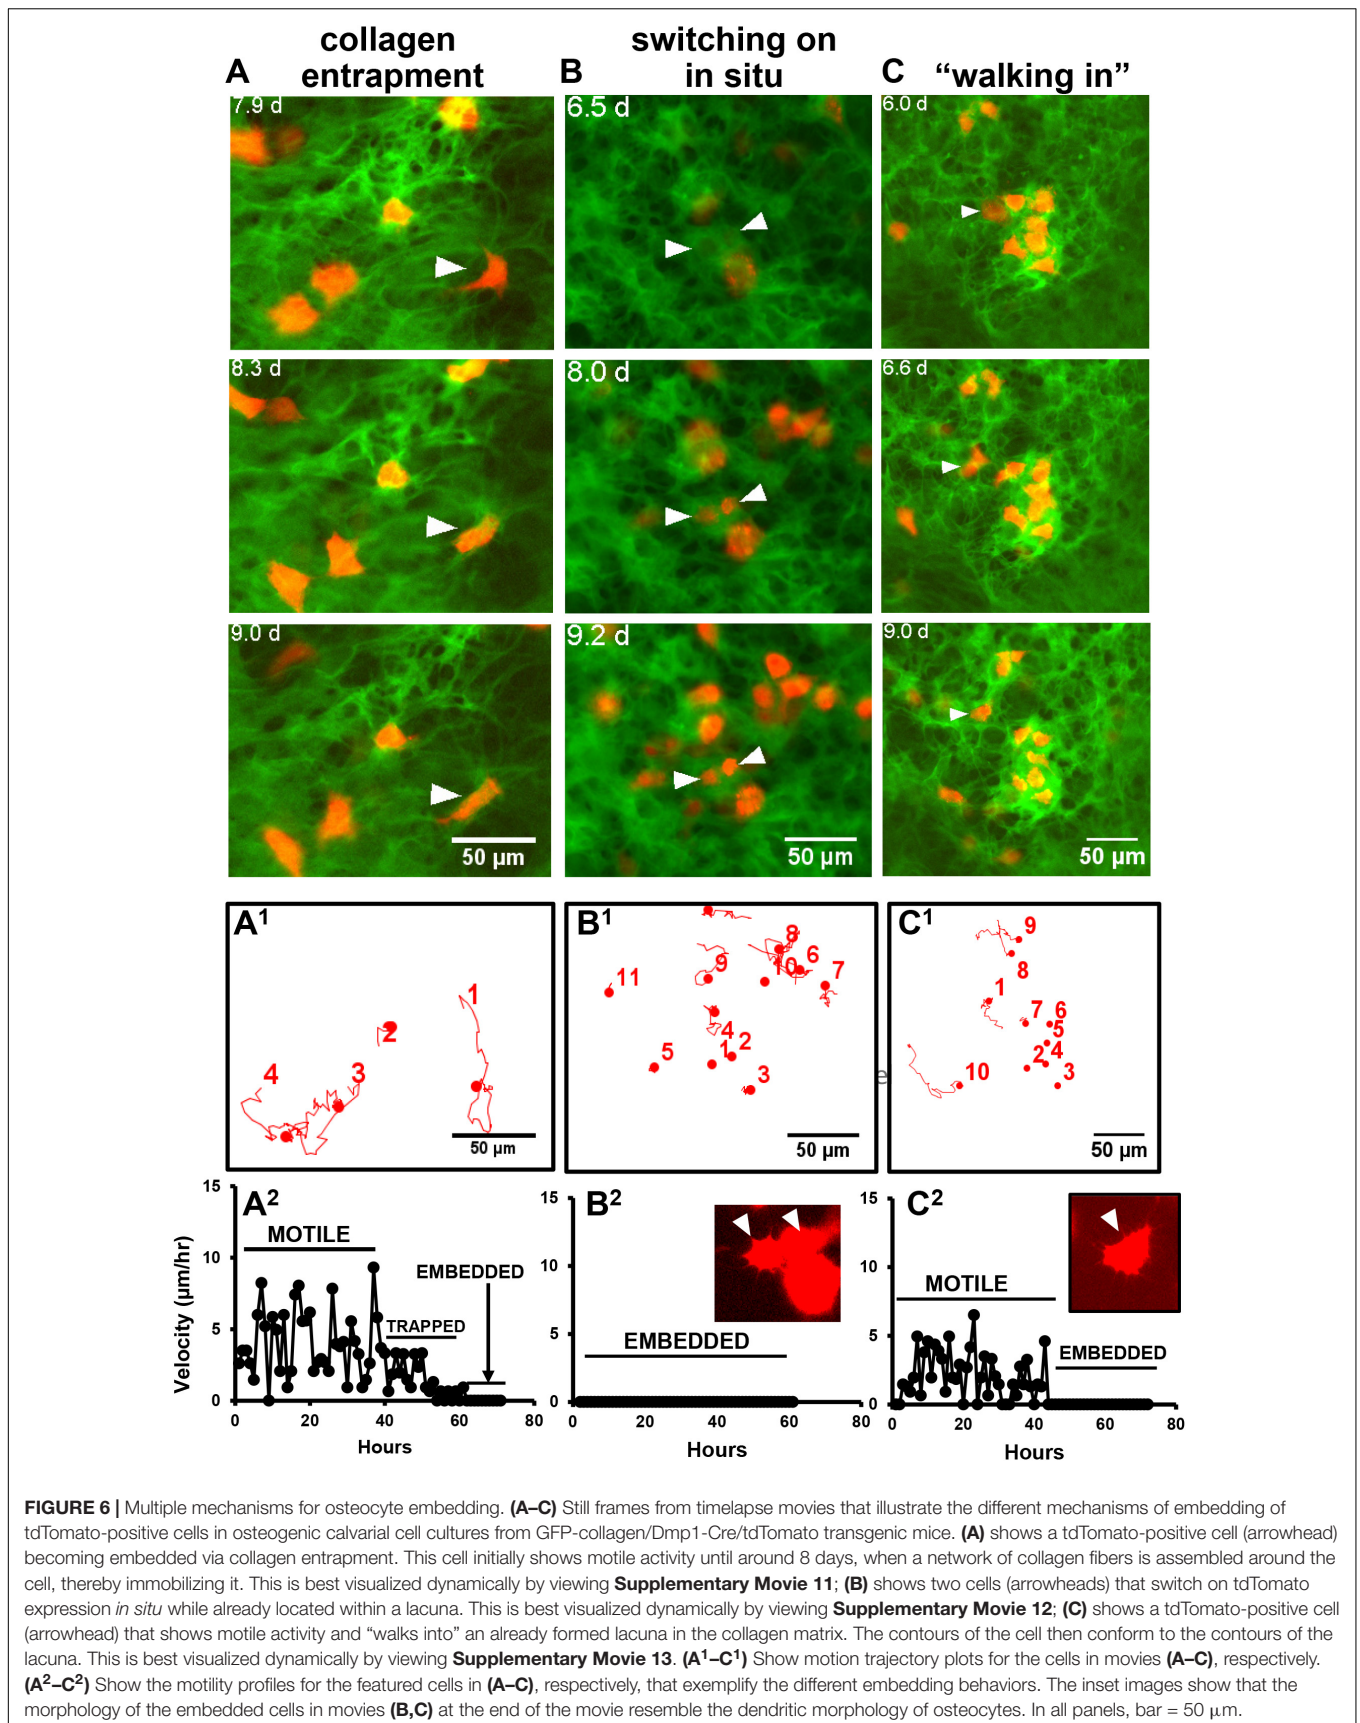 A
collagen
entrapment
B
switching on
in situ
C
“walking in”
7.9 d
6.5 d
6.0 d
8.3 d
8.0 d
6.6 d
9.0 d
50 µm
9.2 d
50 µm
9.0 d
50 µm
A1
1
2
3
4
50 µm
B1
8
6
10
7
9
11
4
1
2
5
3
50 µm
e
C1
9
8
1
7
6
5
2
4
3
10
50 µm
A2
Velocity (µm/hr)
15
10
5
0
MOTILE
TRAPPED
EMBEDDED
0 20 40 60 80
Hours
B2
15
10
5
0
EMBEDDED
0 20 40 60 80
Hours
C2
15
10
5
0
MOTILE
EMBEDDED
0 20 40 60 80
Hours
FIGURE 6 | Multiple mechanisms for osteocyte embedding. (A–C) Still frames from timelapse movies that illustrate the different mechanisms of embedding of
tdTomato-positive cells in osteogenic calvarial cell cultures from GFP-collagen/Dmp1-Cre/tdTomato transgenic mice. (A) shows a tdTomato-positive cell (arrowhead)
becoming embedded via collagen entrapment. This cell initially shows motile activity until around 8 days, when a network of collagen fibers is assembled around the
cell, thereby immobilizing it. This is best visualized dynamically by viewing Supplementary Movie 11; (B) shows two cells (arrowheads) that switch on tdTomato
expression in situ while already located within a lacuna. This is best visualized dynamically by viewing Supplementary Movie 12; (C) shows a tdTomato-positive cell
(arrowhead) that shows motile activity and “walks into” an already formed lacuna in the collagen matrix. The contours of the cell then conform to the contours of the
lacuna. This is best visualized dynamically by viewing Supplementary Movie 13. (A1–C1) Show motion trajectory plots for the cells in movies (A–C), respectively.
(A2–C2) Show the motility profiles for the featured cells in (A–C), respectively, that exemplify the different embedding behaviors. The inset images show that the
morphology of the embedded cells in movies (B,C) at the end of the movie resemble the dendritic morphology of osteocytes. In all panels, bar = 50 µm.